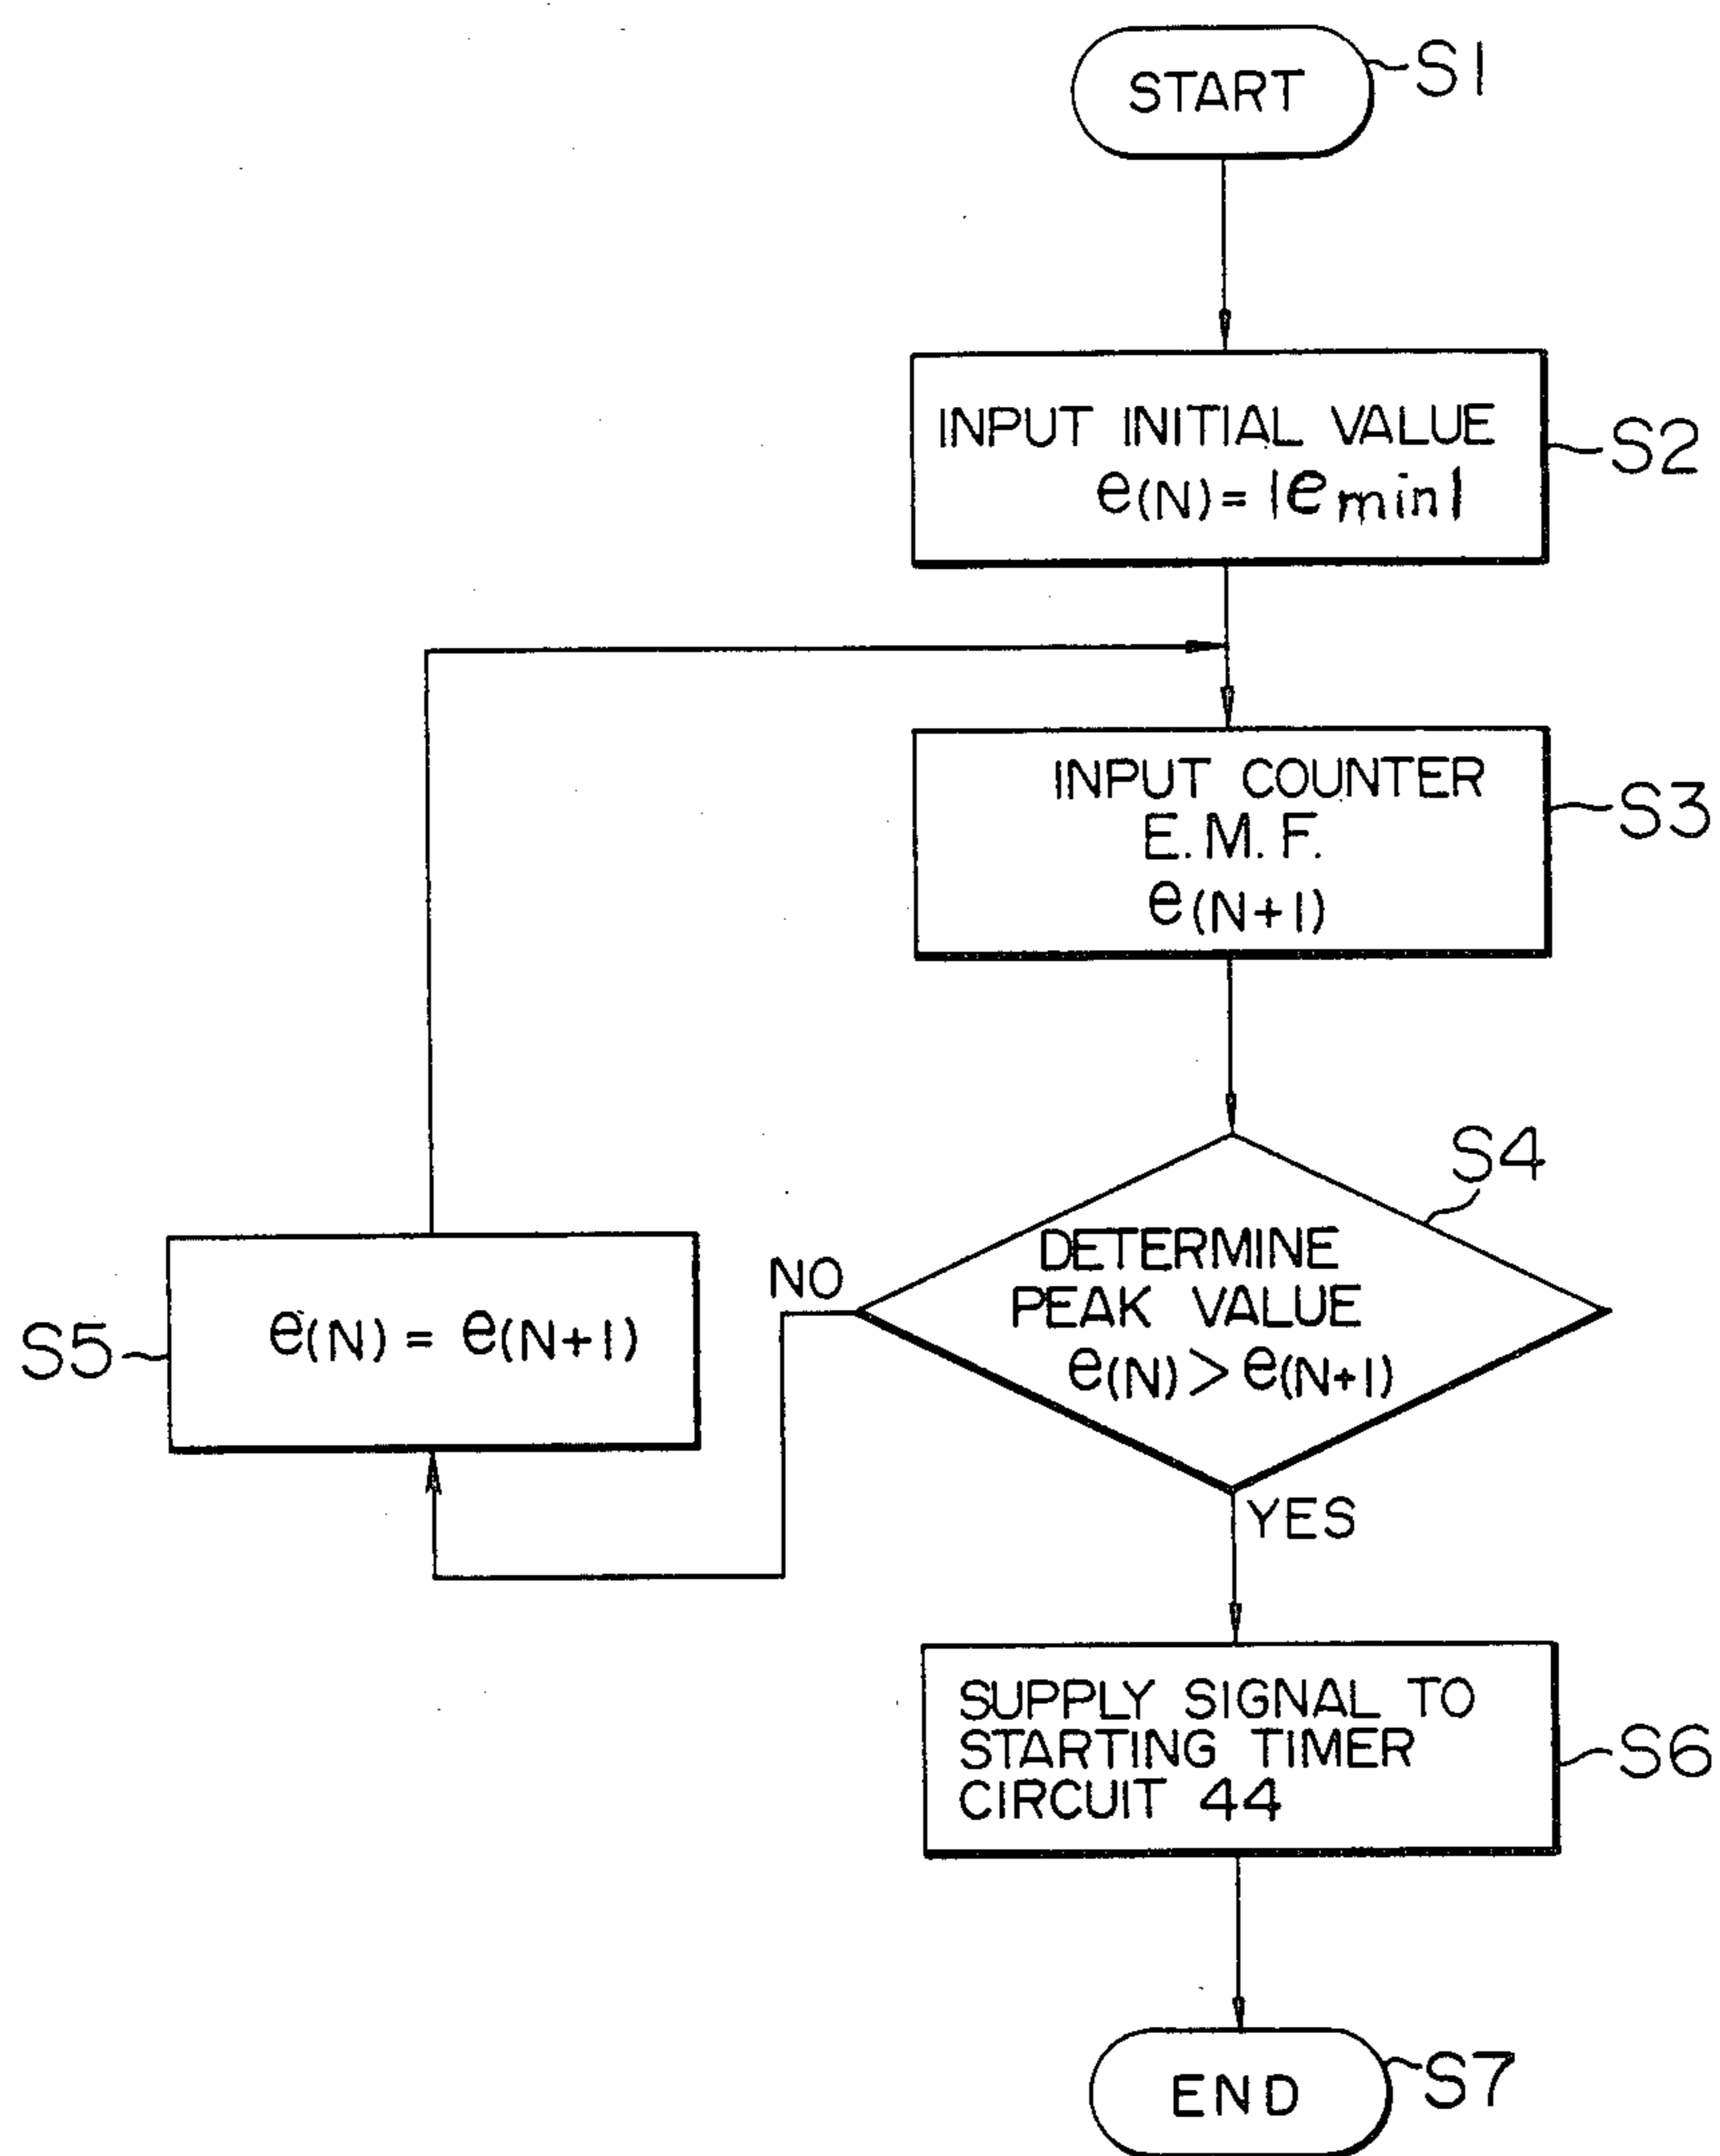 START
S1
INPUT INITIAL VALUE
e(N) = |e min|
S2
INPUT COUNTER
E. M. F.
e(N+1)
S3
S4
DETERMINE
PEAK VALUE
e(N) > e(N+1)
NO
e(N) = e(N+1)
S5
YES
SUPPLY SIGNAL TO
STARTING TIMER
CIRCUIT 44
S6
END
S7